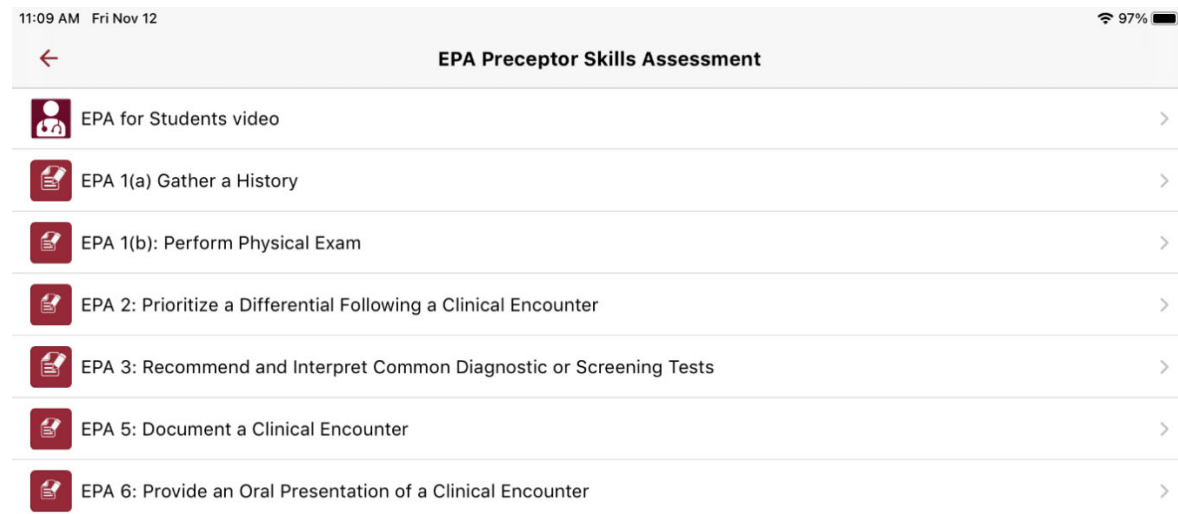 11:09 AM Fri Nov 12 97%
EPA Preceptor Skills Assessment
EPA for Students video
EPA 1(a) Gather a History
EPA 1(b): Perform Physical Exam
EPA 2: Prioritize a Differential Following a Clinical Encounter
EPA 3: Recommend and Interpret Common Diagnostic or Screening Tests
EPA 5: Document a Clinical Encounter
EPA 6: Provide an Oral Presentation of a Clinical Encounter